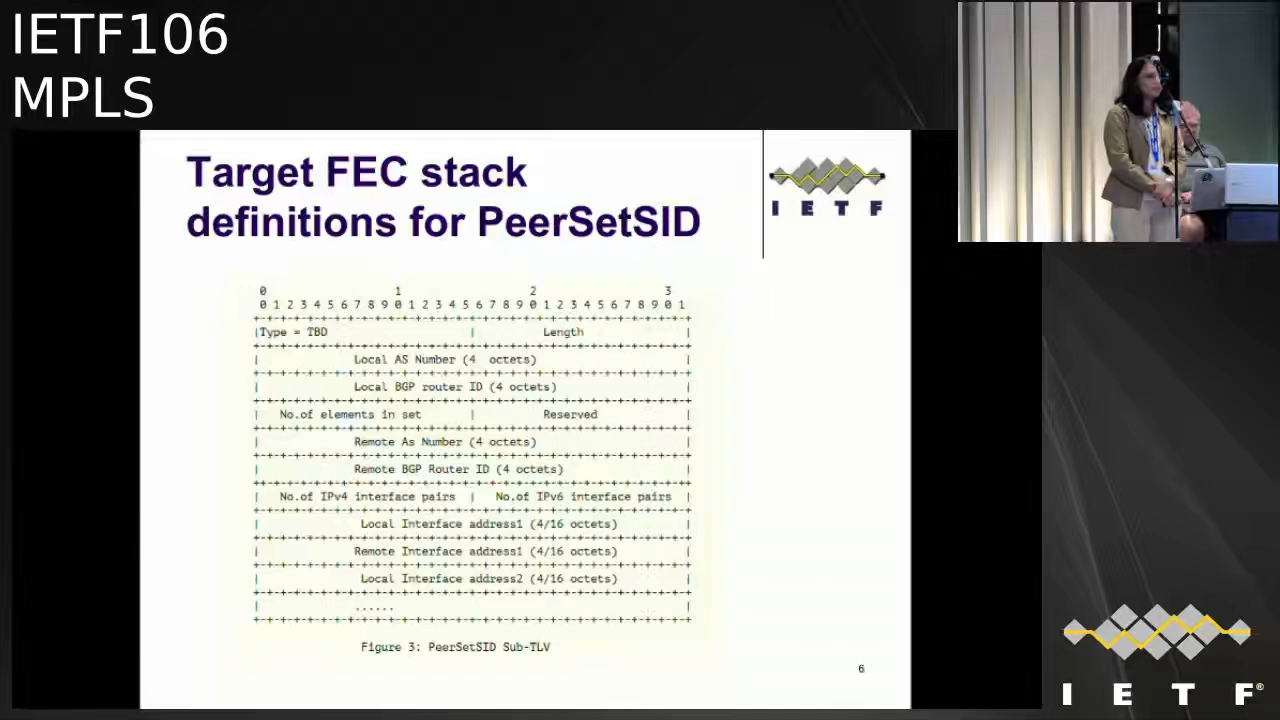 IETF106
MPLS
Target FEC stack
definitions for PeerSetSID
I E T F
0 1 2 3
0 1 2 3 4 5 6 7 8 9 0 1 2 3 4 5 6 7 8 9 0 1 2 3 4 5 6 7 8 9 0 1
+-+-+-+-+-+-+-+-+-+-+-+-+-+-+-+-+-+-+-+-+-+-+-+-+-+-+-+-+-+-+-+-+
|Type = TBD | Length |
+-+-+-+-+-+-+-+-+-+-+-+-+-+-+-+-+-+-+-+-+-+-+-+-+-+-+-+-+-+-+-+-+
| Local AS Number (4 octets) |
+-+-+-+-+-+-+-+-+-+-+-+-+-+-+-+-+-+-+-+-+-+-+-+-+-+-+-+-+-+-+-+-+
| Local BGP router ID (4 octets) |
+-+-+-+-+-+-+-+-+-+-+-+-+-+-+-+-+-+-+-+-+-+-+-+-+-+-+-+-+-+-+-+-+
| No.of elements in set | Reserved |
+-+-+-+-+-+-+-+-+-+-+-+-+-+-+-+-+-+-+-+-+-+-+-+-+-+-+-+-+-+-+-+-+
| Remote As Number (4 octets) |
+-+-+-+-+-+-+-+-+-+-+-+-+-+-+-+-+-+-+-+-+-+-+-+-+-+-+-+-+-+-+-+-+
| Remote BGP Router ID (4 octets) |
+-+-+-+-+-+-+-+-+-+-+-+-+-+-+-+-+-+-+-+-+-+-+-+-+-+-+-+-+-+-+-+-+
| No.of IPv4 interface pairs | No.of IPv6 interface pairs |
+-+-+-+-+-+-+-+-+-+-+-+-+-+-+-+-+-+-+-+-+-+-+-+-+-+-+-+-+-+-+-+-+
| Local Interface address1 (4/16 octets) |
+-+-+-+-+-+-+-+-+-+-+-+-+-+-+-+-+-+-+-+-+-+-+-+-+-+-+-+-+-+-+-+-+
| Remote Interface address1 (4/16 octets) |
+-+-+-+-+-+-+-+-+-+-+-+-+-+-+-+-+-+-+-+-+-+-+-+-+-+-+-+-+-+-+-+-+
| Local Interface address2 (4/16 octets) |
+-+-+-+-+-+-+-+-+-+-+-+-+-+-+-+-+-+-+-+-+-+-+-+-+-+-+-+-+-+-+-+-+
| ...... |
+-+-+-+-+-+-+-+-+-+-+-+-+-+-+-+-+-+-+-+-+-+-+-+-+-+-+-+-+-+-+-+-+
Figure 3: PeerSetSID Sub-TLV
6
I E T F®